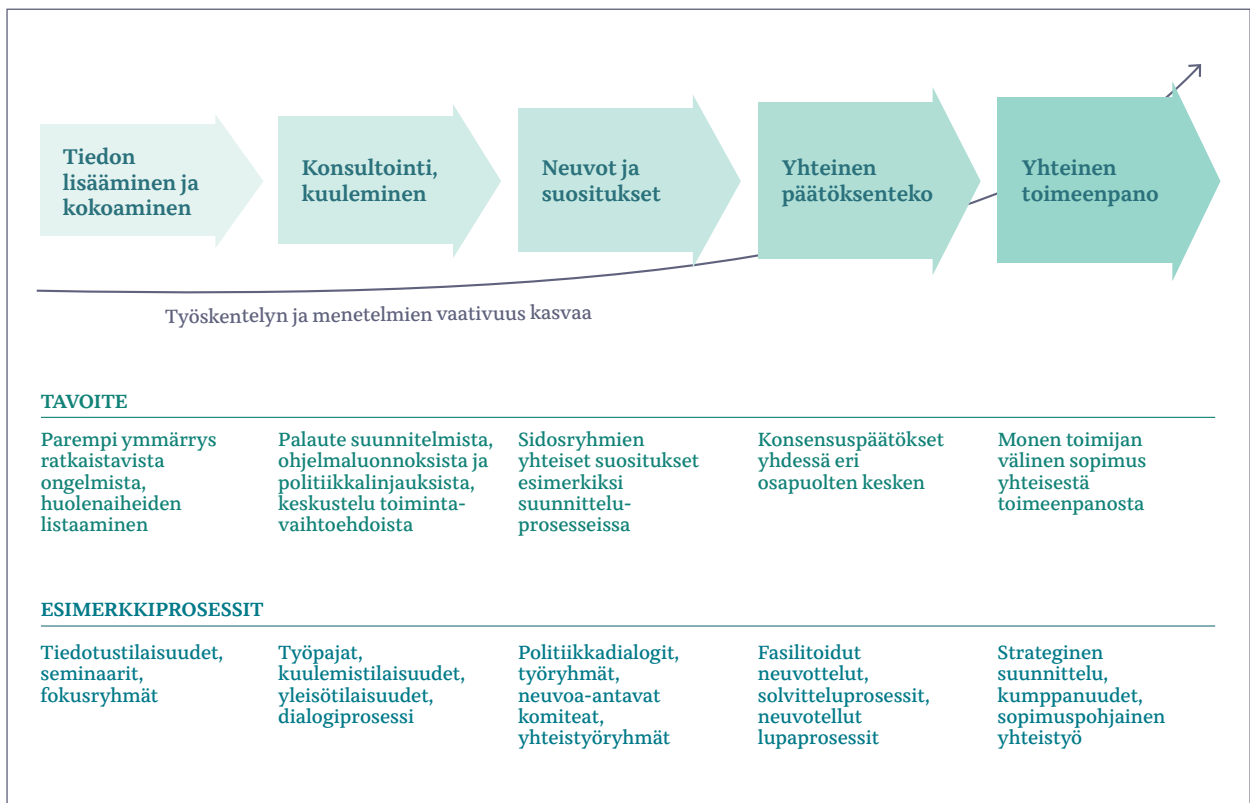 Tiedon
lisääminen ja
kokoaminen
Konsultointi,
kuuleminen
Neuvot ja
suositukset
Yhteinen
päätöksenteko
Yhteinen
toimeenpano
Työskentelyn ja menetelmien vaativuus kasvaa
TAVOITE
Parempi ymmärrys
ratkaistavista
ongelmista,
huolenaiheiden
listaaminen
Palaute suunnitelmista,
ohjelmaluonnoksista ja
politiikkalinjauksista,
keskustelu toiminta-
vaihtoehdoista
Sidosryhmien
yhteiset suositukset
esimerkiksi
suunnittelu-
prosesseissa
Konsensuspäätökset
yhdessä eri
osapuolten kesken
Monen toimijan
välinen sopimus
yhteisestä
toimeenpanosta
ESIMERKKIPROSESSIT
Tiedotustilaisuudet,
seminaarit,
fokusryhmät
Työpajat,
kuulemistilaisuudet,
yleisötilaisuudet,
dialogiprosessi
Politiikkadialogit,
työryhmät,
neuvoa-antavat
komiteat,
yhteistyöryhmät
Fasilitoidut
neuvottelut,
solvitteluprosessit,
neuvotellut
lupaprosessit
Strateginen
suunnittelu,
kumppanuudet,
sopimuspohjainen
yhteistyö